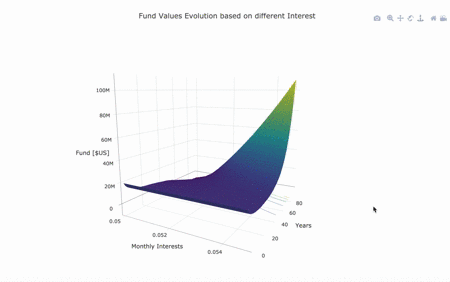 Fund Values Evolution based on different Interest
100M
80M
60M
Fund [$US]
40M
20M
0
0.05
0.052
0.054
Monthly Interests
80
60
40
20
0
Years